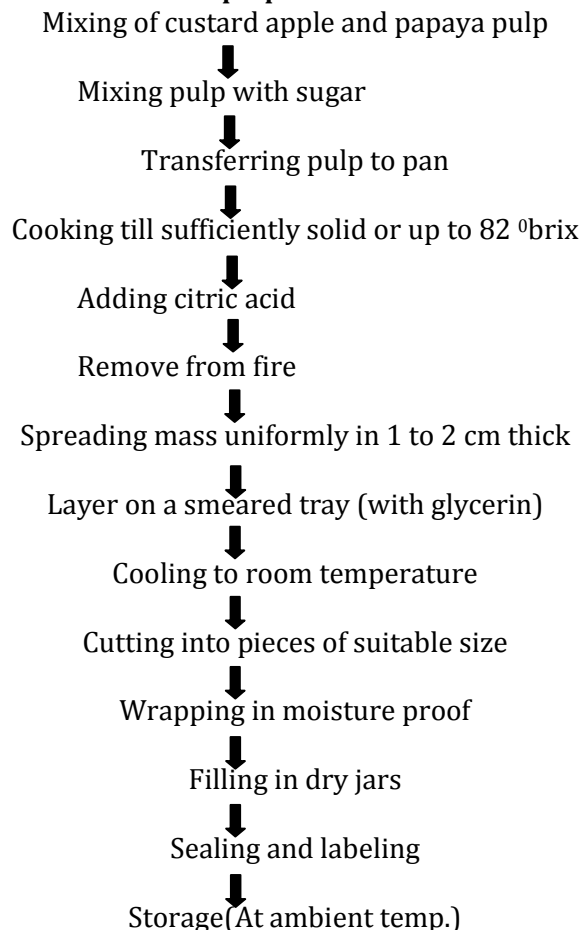 Mixing of custard apple and papaya pulp
Mixing pulp with sugar
Transferring pulp to pan
Cooking till sufficiently solid or up to 82 ⁰brix
Adding citric acid
Remove from fire
Spreading mass uniformly in 1 to 2 cm thick
Layer on a smeared tray (with glycerin)
Cooling to room temperature
Cutting into pieces of suitable size
Wrapping in moisture proof
Filling in dry jars
Sealing and labeling
Storage(At ambient temp.)